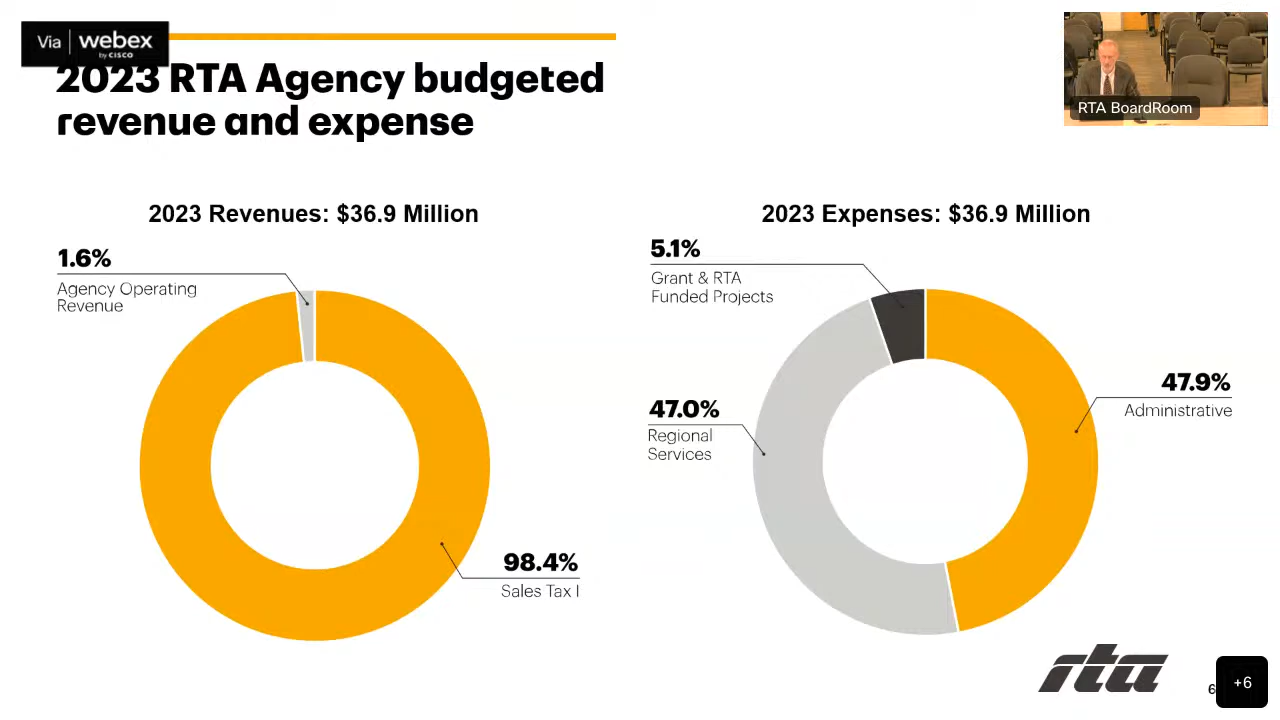 Via webex
by CISCO
2023 RTA Agency budgeted
revenue and expense
RTA BoardRoom
2023 Revenues: $36.9 Million
1.6%
Agency Operating
Revenue
98.4%
Sales Tax I
2023 Expenses: $36.9 Million
5.1%
Grant & RTA
Funded Projects
47.9%
Administrative
47.0%
Regional
Services
rta
6
+6